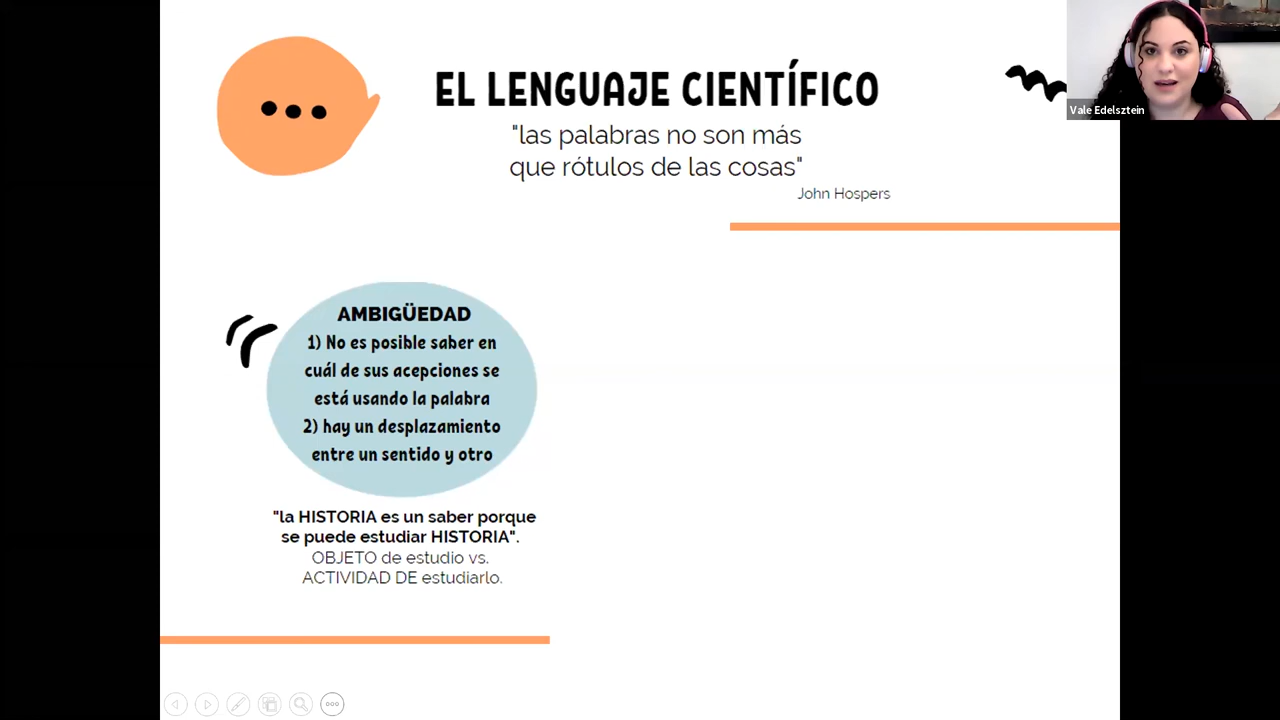 EL LENGUAJE CIENTÍFICO
"las palabras no son más
que rótulos de las cosas"
John Hospers
Vale Edelsztein
AMBIGÜEDAD
1) No es posible saber en
cuál de sus acepciones se
está usando la palabra
2) hay un desplazamiento
entre un sentido y otro
"la HISTORIA es un saber porque
se puede estudiar HISTORIA".
OBJETO de estudio vs.
ACTIVIDAD DE estudiarlo.